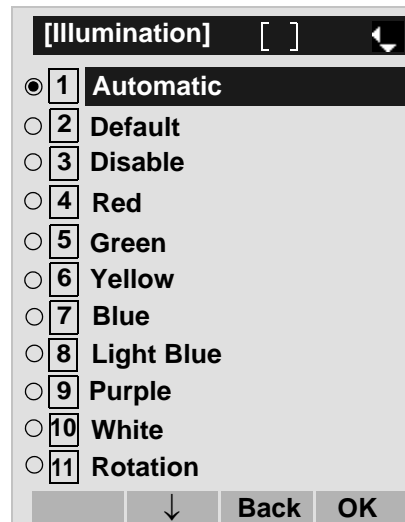 [Illumination] [ ]
1 Automatic
2 Default
3 Disable
4 Red
5 Green
6 Yellow
7 Blue
8 Light Blue
9 Purple
10 White
11 Rotation
↓ Back OK